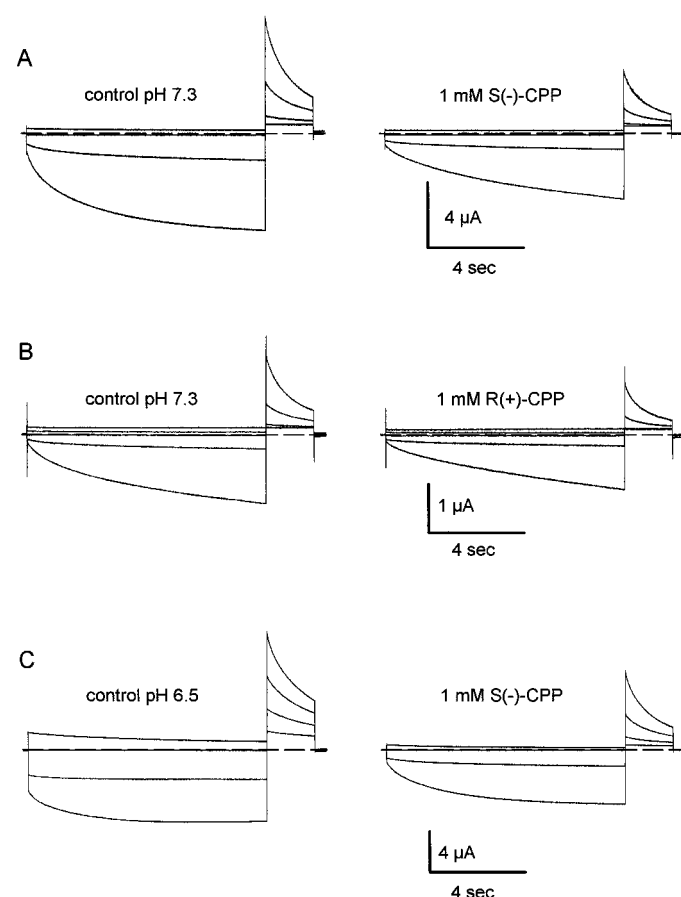 A
control pH 7.3
1 mM S(-)-CPP
4 µA
4 sec
B
control pH 7.3
1 mM R(+)-CPP
1 µA
4 sec
C
control pH 6.5
1 mM S(-)-CPP
4 µA
4 sec